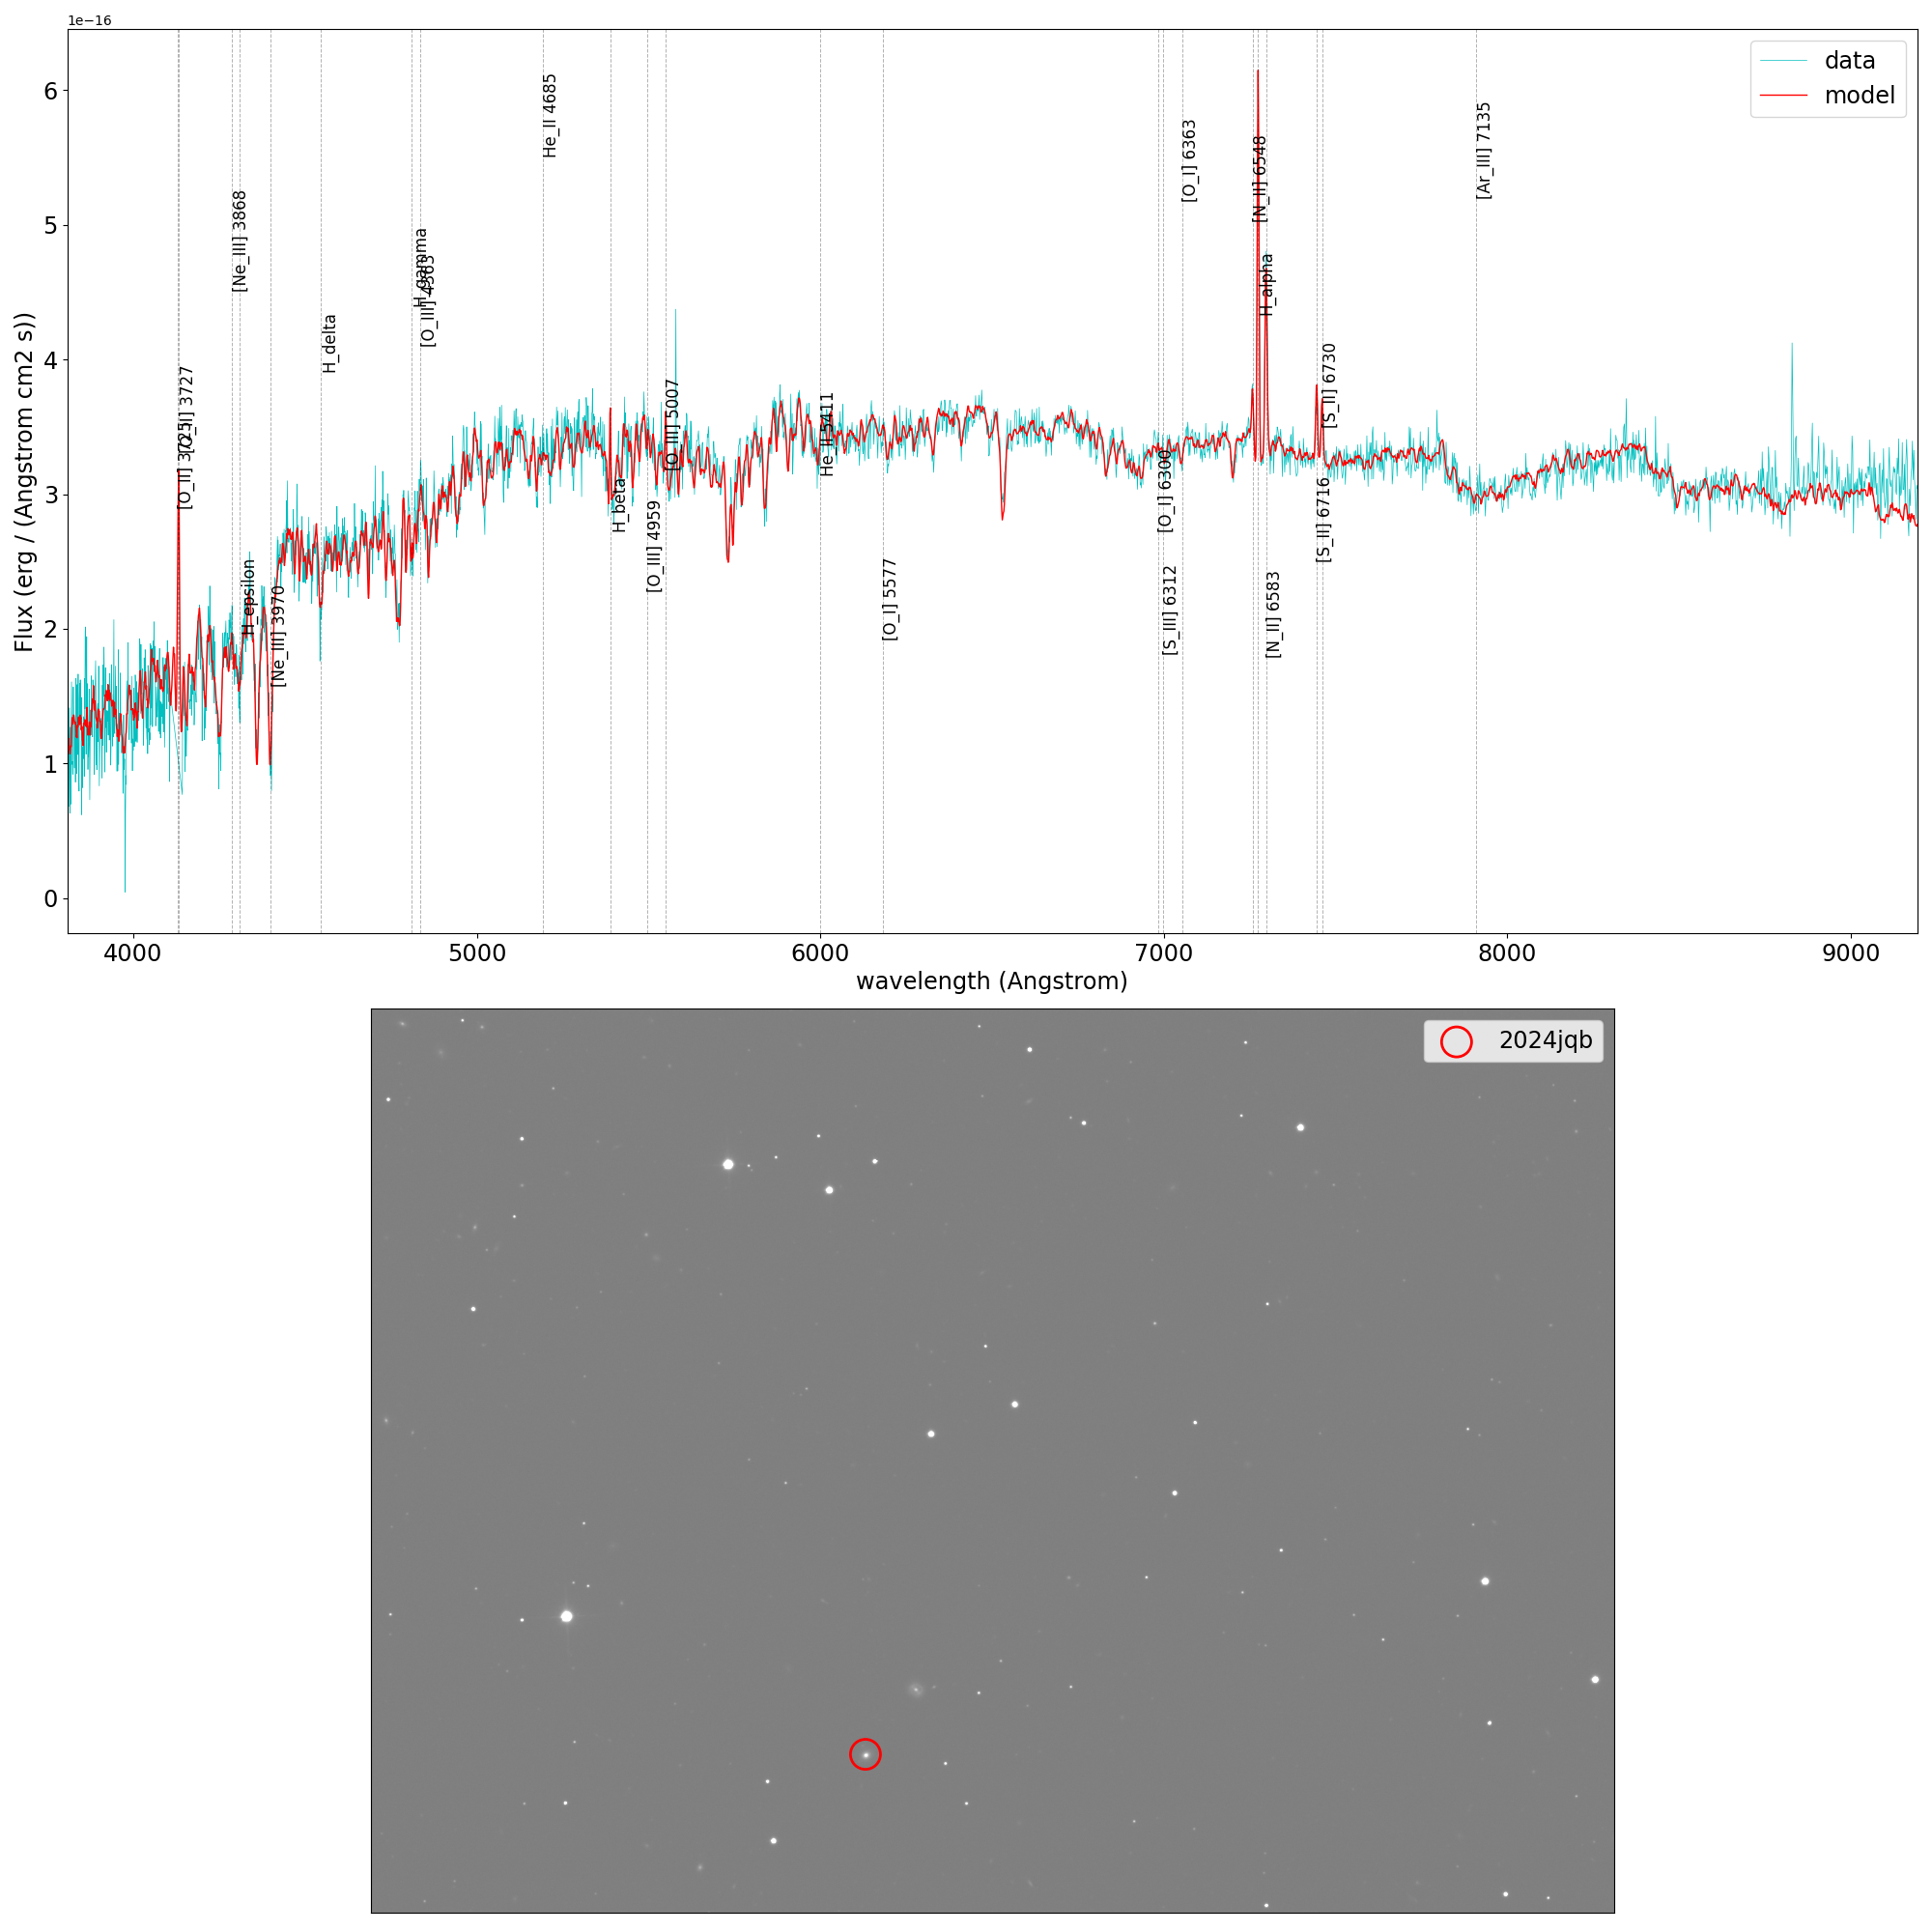 1e−16
data
model
He_II 4685
[O_I] 6363
[N_II] 6548
[Ar_III] 7135
[Ne_III] 3868
H_gamma
[O_III] 4363
H_alpha
H_delta
[O_II] 3727
[O_II] 3725
[O_III] 5007
He_II 5411
[S_II] 6730
H_beta
[O_I] 6300
[S_II] 6716
[O_III] 4959
H_epsilon
[Ne_III] 3970
[O_I] 5577
[S_III] 6312
[N_II] 6583
Flux (erg / (Angstrom cm2 s))
6
5
4
3
2
1
0
4000 5000 6000 7000 8000 9000
wavelength (Angstrom)
2024jqb